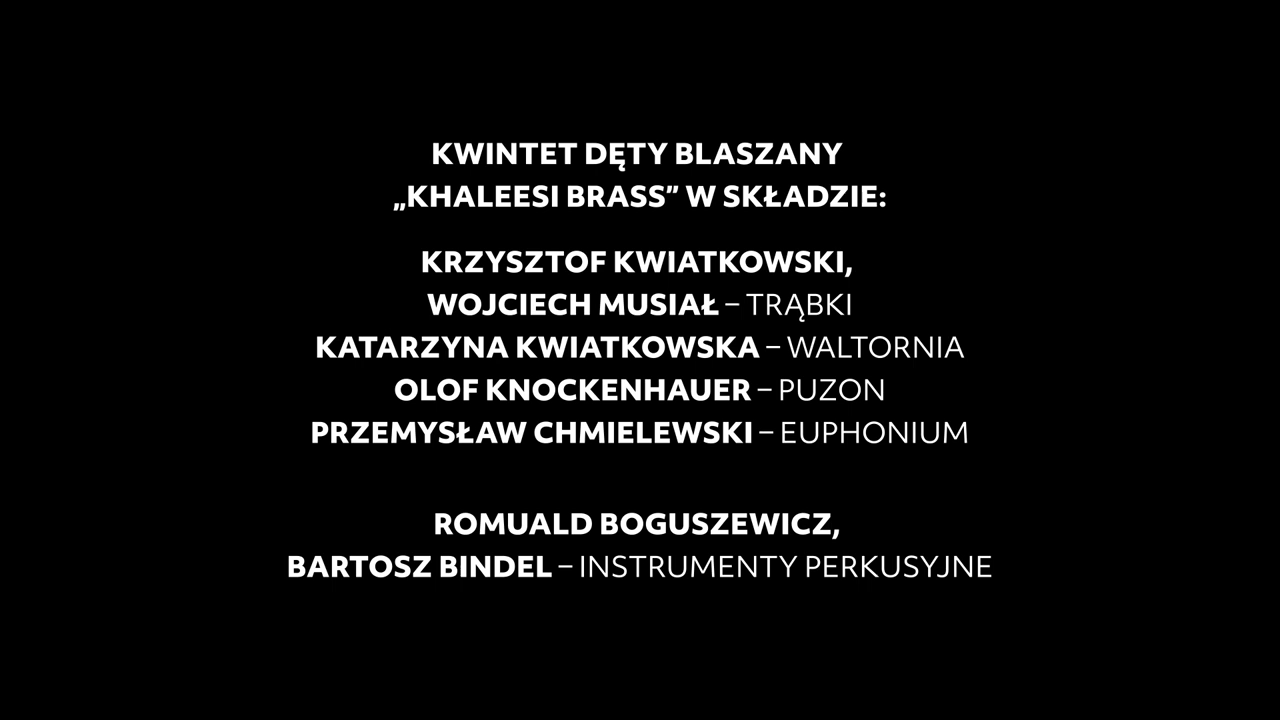 KWINTET DĘTY BLASZANY
„KHALEESI BRASS” W SKŁADZIE:
KRZYSZTOF KWIATKOWSKI,
WOJCIECH MUSIAŁ – TRĄBKI
KATARZYNA KWIATKOWSKA – WALTORNIA
OLOF KNOCKENHAUER – PUZON
PRZEMYSŁAW CHMIELEWSKI – EUPHONIUM
ROMUALD BOGUSZEWICZ,
BARTOSZ BINDEL – INSTRUMENTY PERKUSYJNE